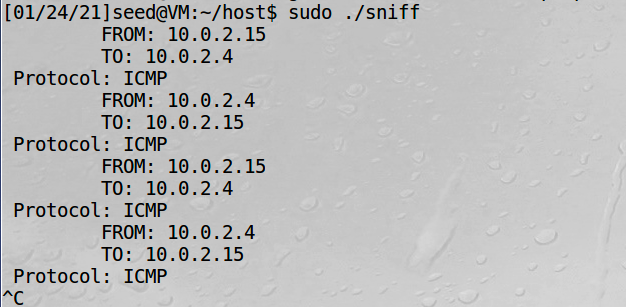 [01/24/21]seed@VM:~/host$ sudo ./sniff
FROM: 10.0.2.15
TO: 10.0.2.4
Protocol: ICMP
FROM: 10.0.2.4
TO: 10.0.2.15
Protocol: ICMP
FROM: 10.0.2.15
TO: 10.0.2.4
Protocol: ICMP
FROM: 10.0.2.4
TO: 10.0.2.15
Protocol: ICMP
^C